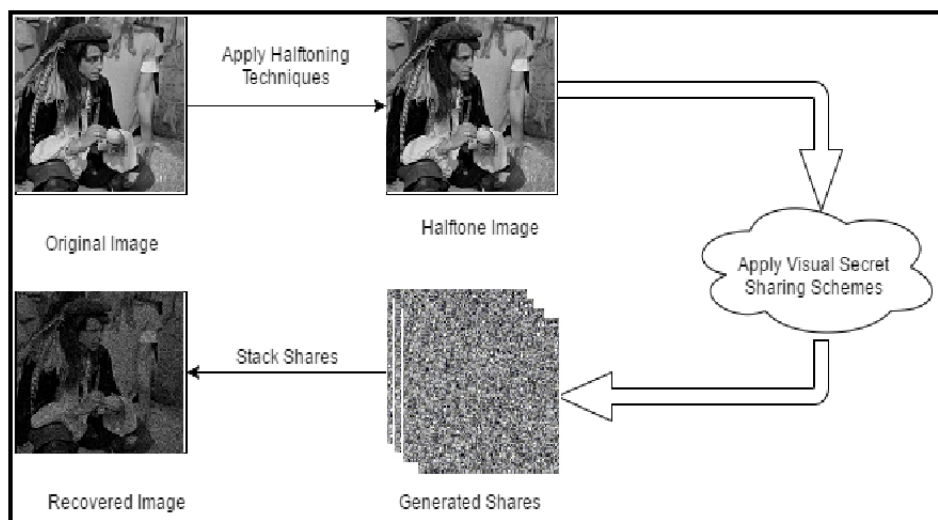 Apply Halftoning
Techniques
Original Image
Halftone Image
Apply Visual Secret
Sharing Schemes
Stack Shares
Recovered Image
Generated Shares